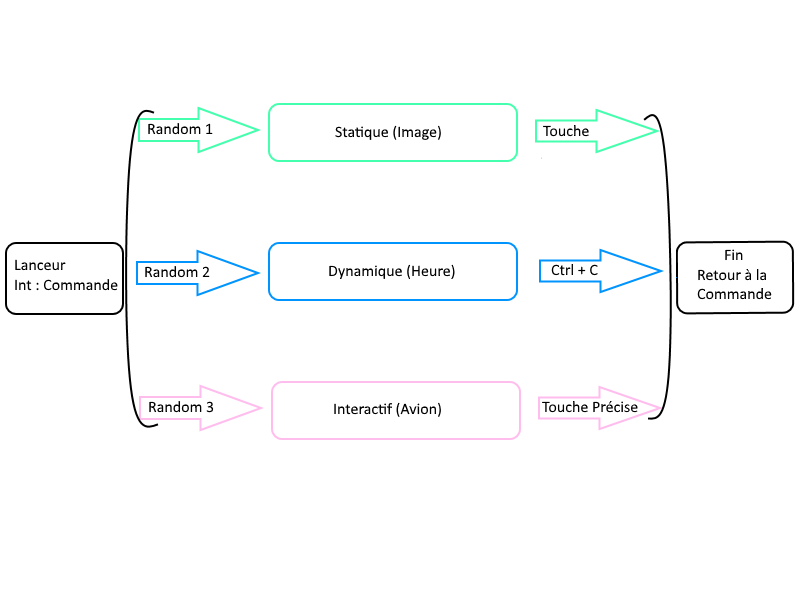 Random 1
Statique (Image)
Touche
Lanceur
Int : Commande
Random 2
Dynamique (Heure)
Ctrl + C
Fin
Retour à la
Commande
Random 3
Interactif (Avion)
Touche Précise